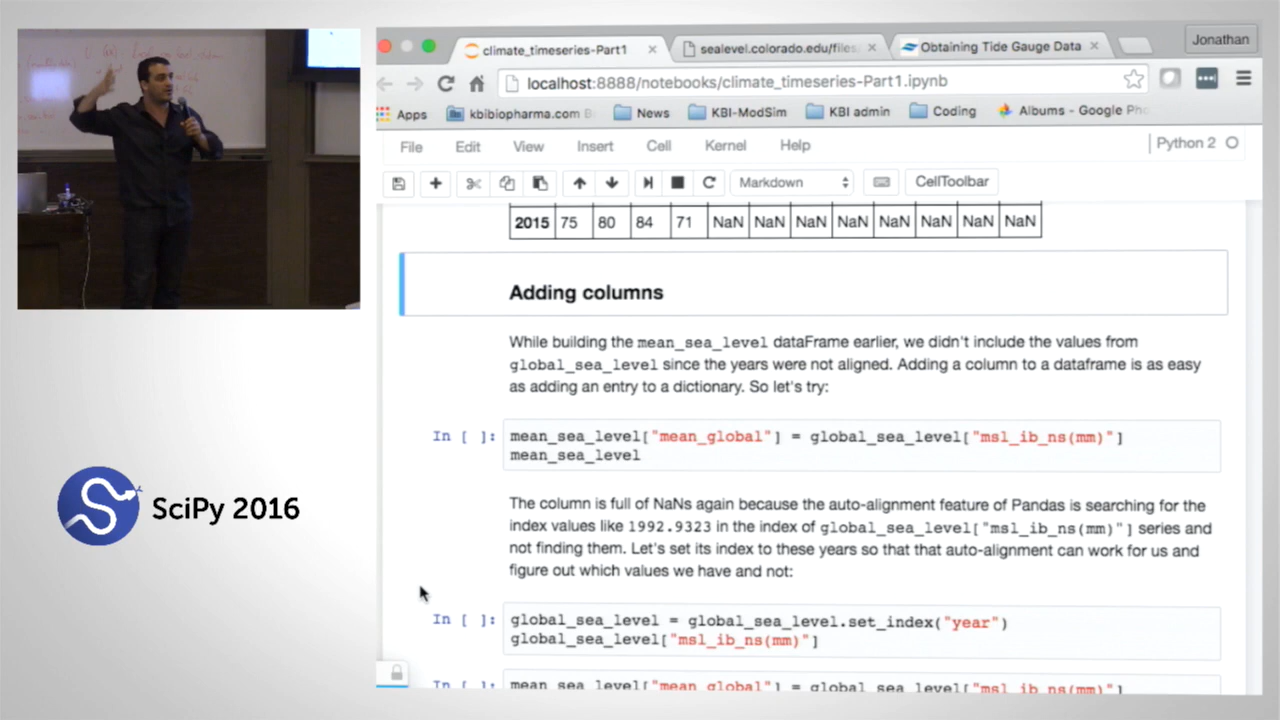 climate_timeseries-Part1
sealevel.colorado.edu/files
Obtaining Tide Gauge Data
Jonathan
localhost:8888/notebooks/climate_timeseries-Part1.ipynb
Apps
kbibiopharma.com
News
KBI-ModSim
KBI admin
Coding
Albums - Google
File Edit View Insert Cell Kernel Help
Python 2
Markdown
CellToolbar
2015 75 80 84 71 NaN NaN NaN NaN NaN NaN NaN NaN
Adding columns
While building the mean_sea_level dataFrame earlier, we didn't include the values from
global_sea_level since the years were not aligned. Adding a column to a dataframe is as easy
as adding an entry to a dictionary. So let's try:
In [ ]: mean_sea_level["mean_global"] = global_sea_level["msl_ib_ns(mm)"]
mean_sea_level
The column is full of NaNs again because the auto-alignment feature of Pandas is searching for the
index values like 1992.9323 in the index of global_sea_level["msl_ib_ns(mm)"] series and
not finding them. Let's set its index to these years so that that auto-alignment can work for us and
figure out which values we have and not:
In [ ]: global_sea_level = global_sea_level.set_index("year")
global_sea_level["msl_ib_ns(mm)"]
In [ ]: mean_sea_level["mean_global"] = global_sea_level["msl_ib_ns(mm)"]
SciPy 2016